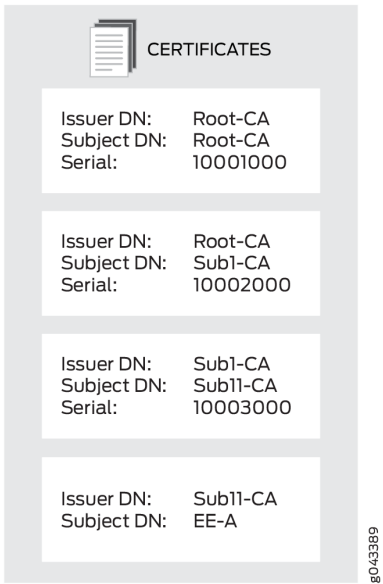 CERTIFICATES
Issuer DN: Root-CA
Subject DN: Root-CA
Serial: 10001000
Issuer DN: Root-CA
Subject DN: Sub1-CA
Serial: 10002000
Issuer DN: Sub1-CA
Subject DN: Sub11-CA
Serial: 10003000
Issuer DN: Sub11-CA
Subject DN: EE-A
g043389